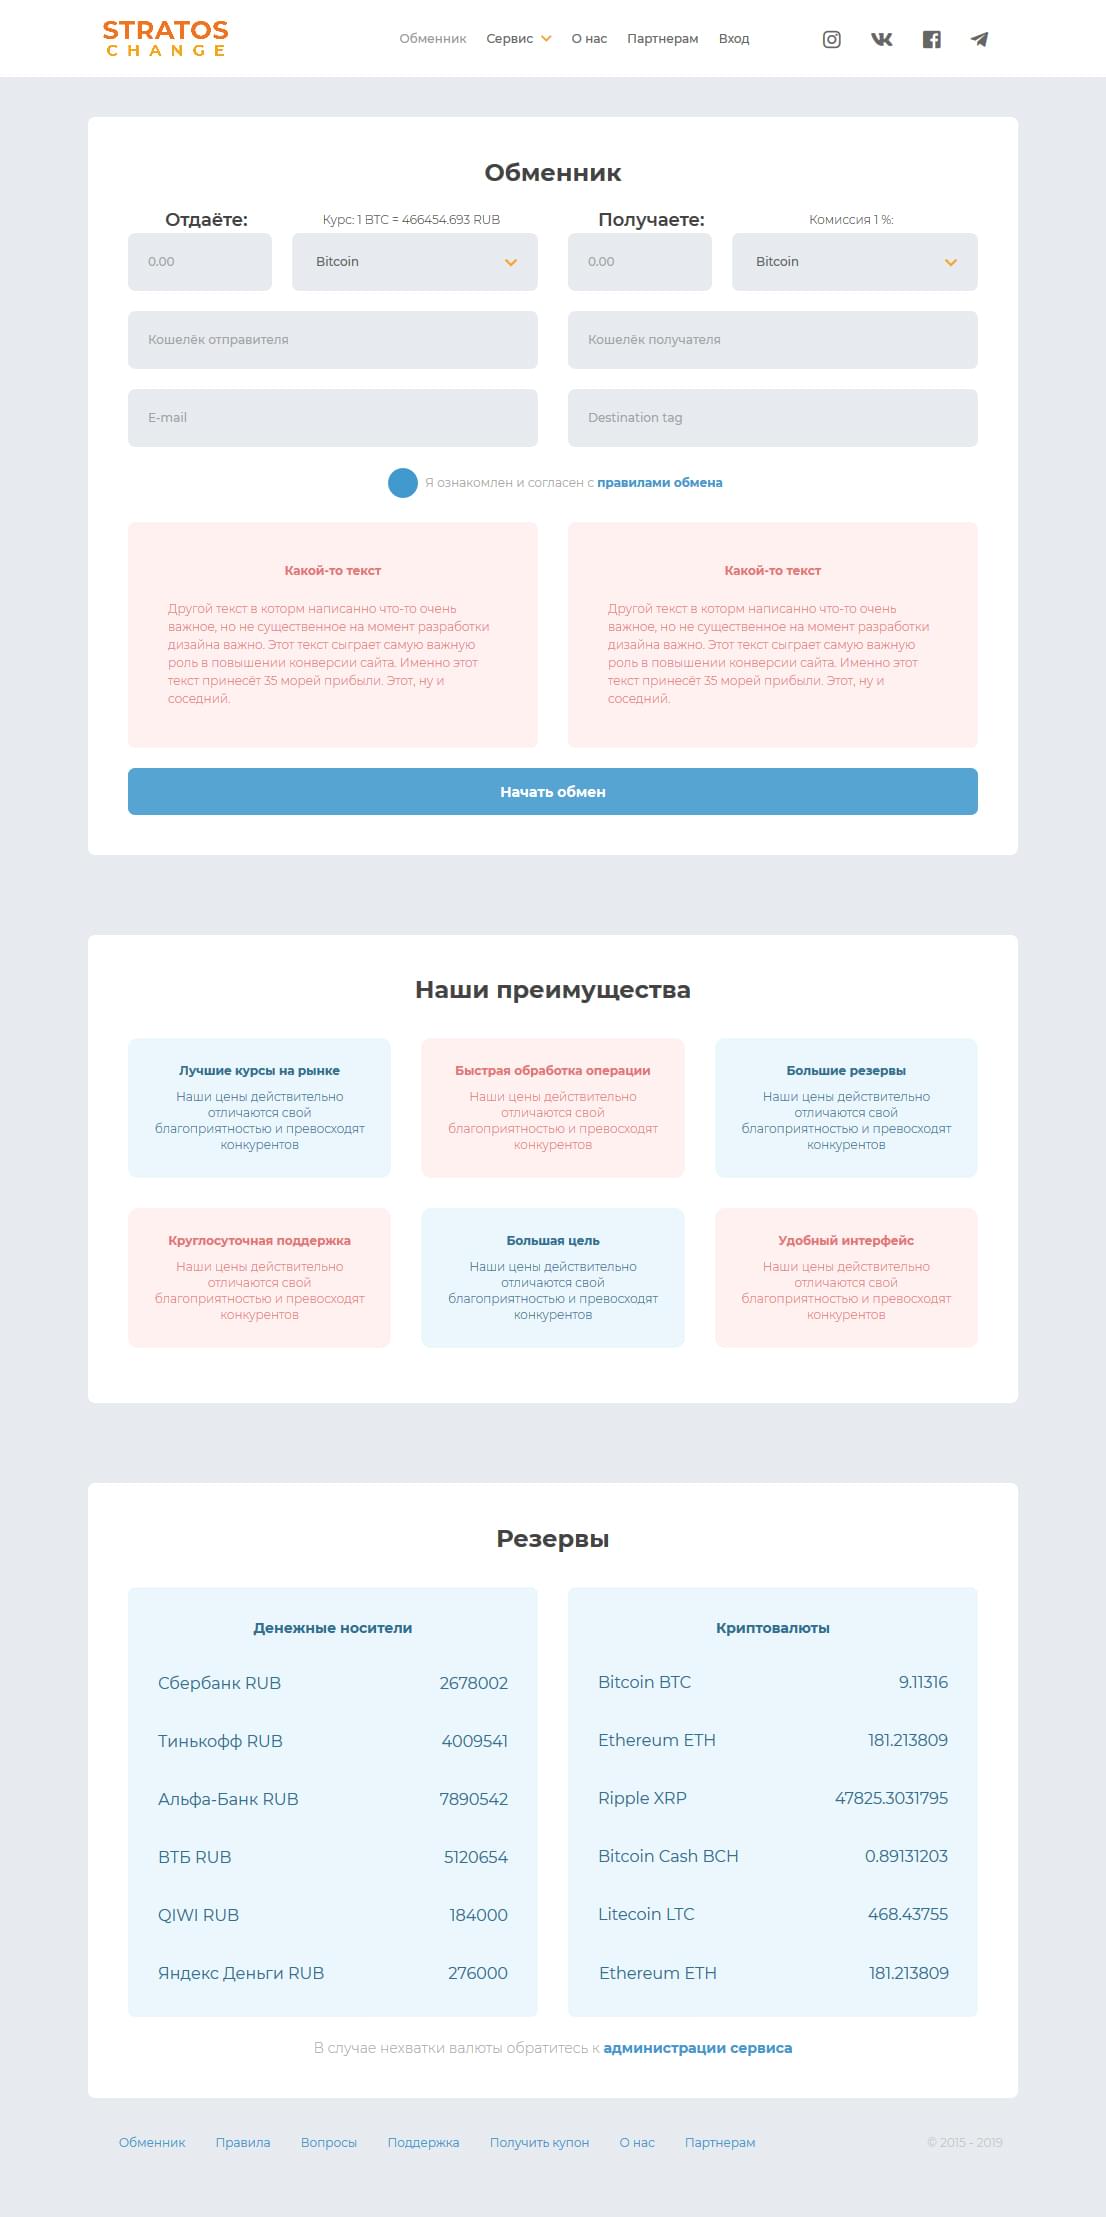 STRATOS
CHANGE
Обменник Сервис О нас Партнерам Вход
Обменник
Отдаёте: Курс: 1 BTC = 466454.693 RUB Получаете: Комиссия 1 %:
0.00 Bitcoin 0.00 Bitcoin
Кошелёк отправителя Кошелёк получателя
E-mail Destination tag
Я ознакомлен и согласен с правилами обмена
Какой-то текст
Другой текст в которм написанно что-то очень
важное, но не существенное на момент разработки
дизайна важно. Этот текст сыграет самую важную
роль в повышении конверсии сайта. Именно этот
текст принесёт 35 морей прибыли. Этот, ну и
соседний.
Какой-то текст
Другой текст в которм написанно что-то очень
важное, но не существенное на момент разработки
дизайна важно. Этот текст сыграет самую важную
роль в повышении конверсии сайта. Именно этот
текст принесёт 35 морей прибыли. Этот, ну и
соседний.
Начать обмен
Наши преимущества
Лучшие курсы на рынке
Наши цены действительно
отличаются свой
благоприятностью и превосходят
конкурентов
Быстрая обработка операции
Наши цены действительно
отличаются свой
благоприятностью и превосходят
конкурентов
Большие резервы
Наши цены действительно
отличаются свой
благоприятностью и превосходят
конкурентов
Круглосуточная поддержка
Наши цены действительно
отличаются свой
благоприятностью и превосходят
конкурентов
Большая цель
Наши цены действительно
отличаются свой
благоприятностью и превосходят
конкурентов
Удобный интерфейс
Наши цены действительно
отличаются свой
благоприятностью и превосходят
конкурентов
Резервы
Денежные носители
Сбербанк RUB 2678002
Тинькофф RUB 4009541
Альфа-Банк RUB 7890542
ВТБ RUB 5120654
QIWI RUB 184000
Яндекс Деньги RUB 276000
Криптовалюты
Bitcoin BTC 9.11316
Ethereum ETH 181.213809
Ripple XRP 47825.3031795
Bitcoin Cash BCH 0.89131203
Litecoin LTC 468.43755
Ethereum ETH 181.213809
В случае нехватки валюты обратитесь к администрации сервиса
Обменник Правила Вопросы Поддержка Получить купон О нас Партнерам © 2015 - 2019